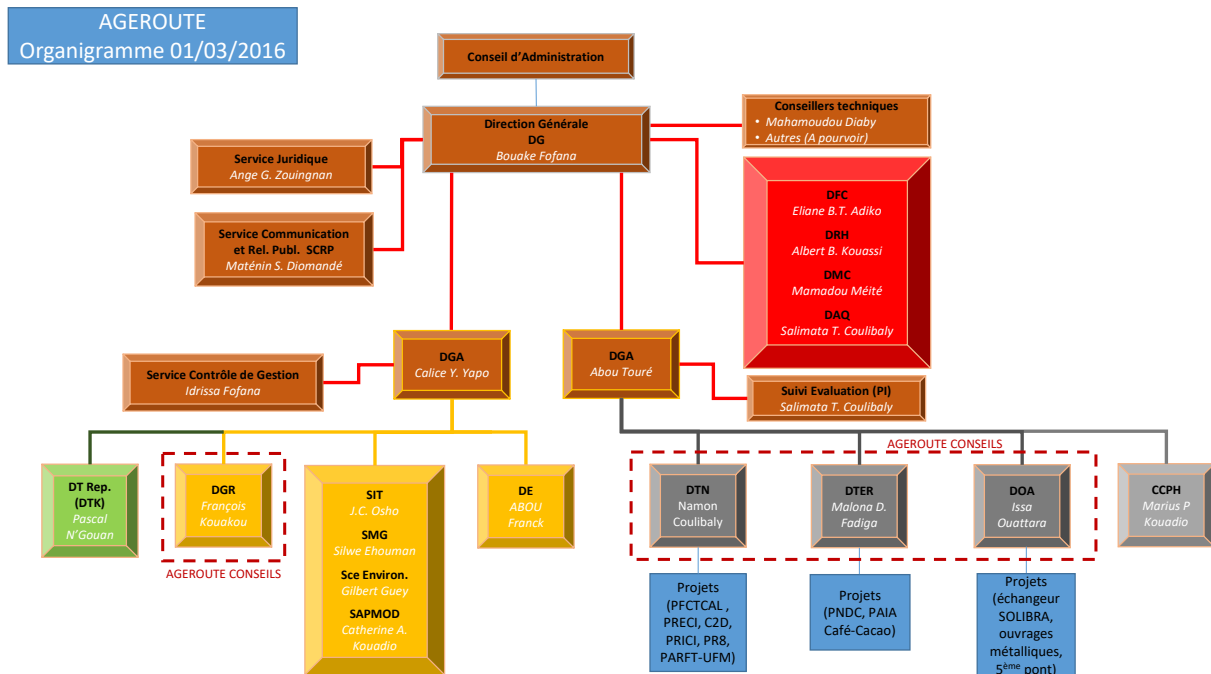 AGEROUTE
Organigramme 01/03/2016
Conseil d'Administration
Direction Générale
DG
Bouake Fofana
Conseillers techniques
• Mahamoudou Diaby
• Autres (A pourvoir)
Service Juridique
Ange G. Zouingnan
Service Communication
et Rel. Publ. SCRP
Maténin S. Diomandé
DFC
Eliane B.T. Adiko
DRH
Albert B. Kouassi
DMC
Mamadou Méité
DAQ
Salimata T. Coulibaly
DGA
Calice Y. Yapo
DGA
Abou Touré
Service Contrôle de Gestion
Idrissa Fofana
Suivi Evaluation (PI)
Salimata T. Coulibaly
AGEROUTE CONSEILS
DT Rep.
(DTK)
Pascal
N'Gouan
DGR
François
Kouakou
AGEROUTE CONSEILS
SIT
J.C. Osho
SMG
Silwe Ehouman
Sce Environ.
Gilbert Guey
SAPMOD
Catherine A.
Kouadio
DE
ABOU
Franck
DTN
Namon
Coulibaly
DTER
Malona D.
Fadiga
DOA
Issa
Ouattara
CCPH
Marius P
Kouadio
Projets
(PFCTCAL ,
PRECI, C2D,
PRICI, PR8,
PARFT-UFM)
Projets
(PNDC, PAIA
Café-Cacao)
Projets
(échangeur
SOLIBRA,
ouvrages
métalliques,
5ème pont)